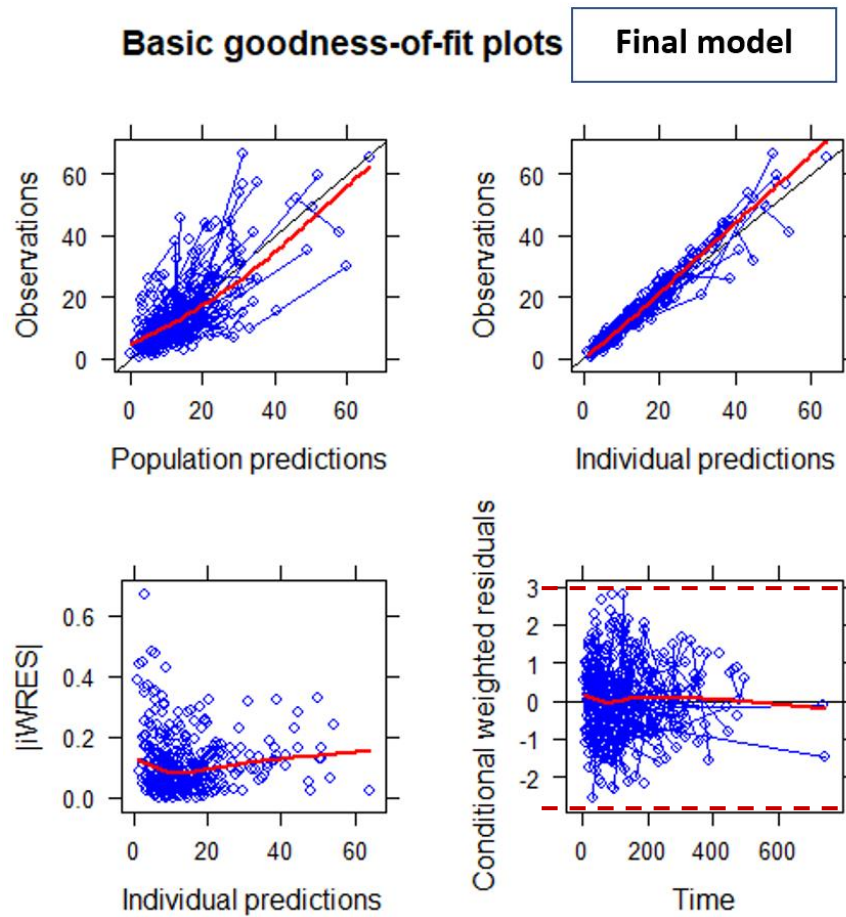 Basic goodness-of-fit plots
Final model
Observations
60
40
20
0
0 20 40 60
Population predictions
Observations
60
40
20
0
0 20 40 60
Individual predictions
|IWRES|
0.6
0.4
0.2
0.0
0 20 40 60
Individual predictions
Conditional weighted residuals
3
2
1
0
-1
-2
0 200 400 600
Time